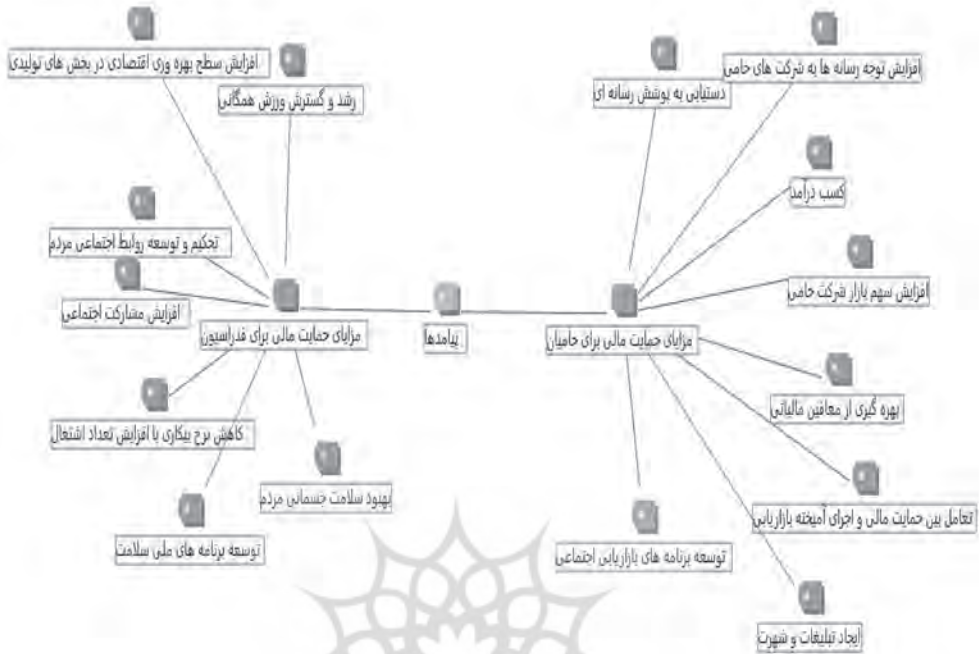 افزایش سطح بهره وری اقتصادی در بخش های تولیدی
رشد و گسترش ورزش همگانی
تحکیم و توسعه روابط اجتماعی مردم
افزایش مشارکت اجتماعی
مزایای حمایت مالی برای فدراسیون
کاهش نرخ بیکاری با افزایش تعداد اشتغال
بهبود سلامت جسمانی مردم
توسعه برنامه های ملی سلامت
پیامدها
افزایش توجه رسانه ها به شرکت های حامی
دستیابی به پوشش رسانه ای
کسب درآمد
افزایش سهم بازار شرکت حامی
مزایای حمایت مالی برای حامیان
بهره گیری از معافین مالیاتی
تعامل بین حمایت مالی و اجرای آمیخته بازاریابی
توسعه برنامه های بازاریابی اجتماعی
ایجاد تبلیغات و شهرت